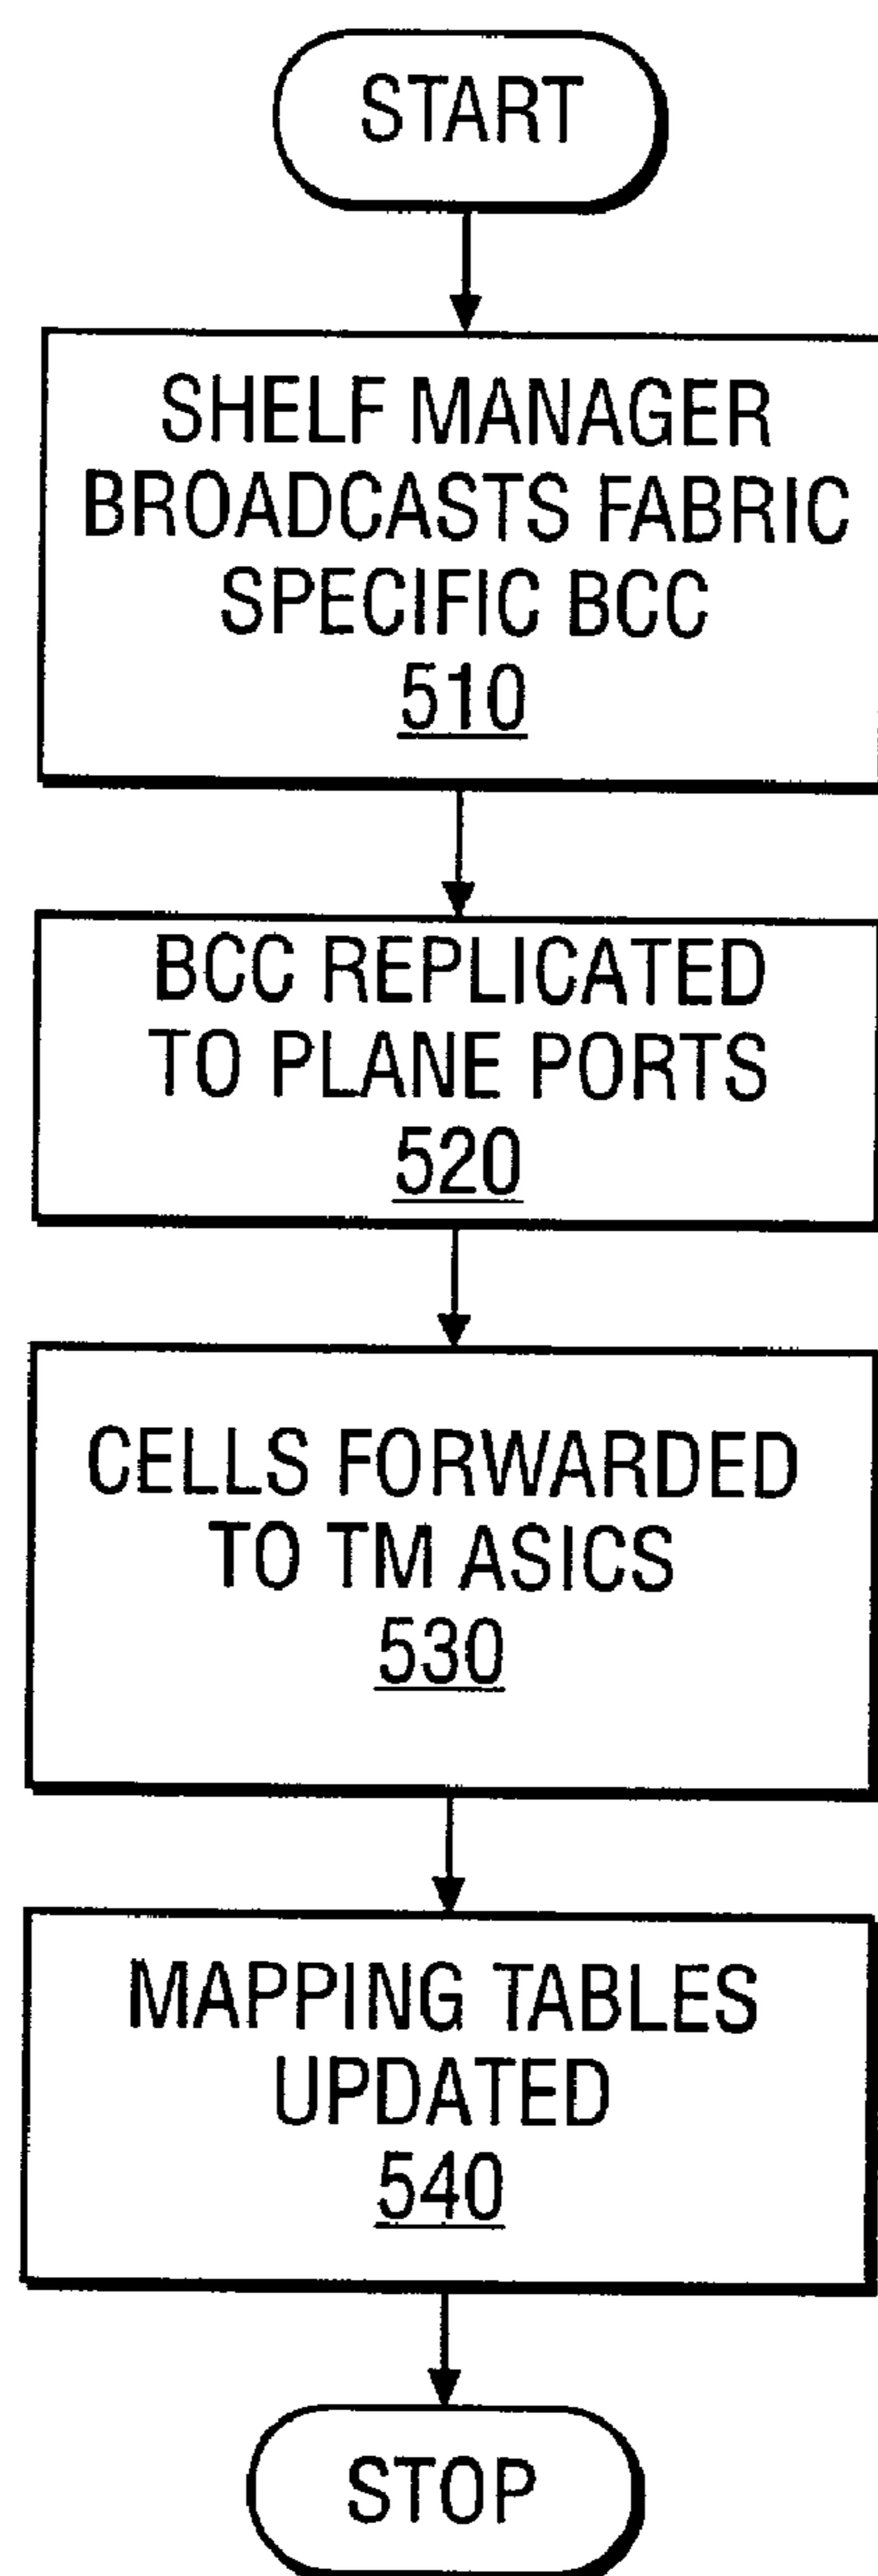 START
SHELF MANAGER
BROADCASTS FABRIC
SPECIFIC BCC
510
BCC REPLICATED
TO PLANE PORTS
520
CELLS FORWARDED
TO TM ASICS
530
MAPPING TABLES
UPDATED
540
STOP